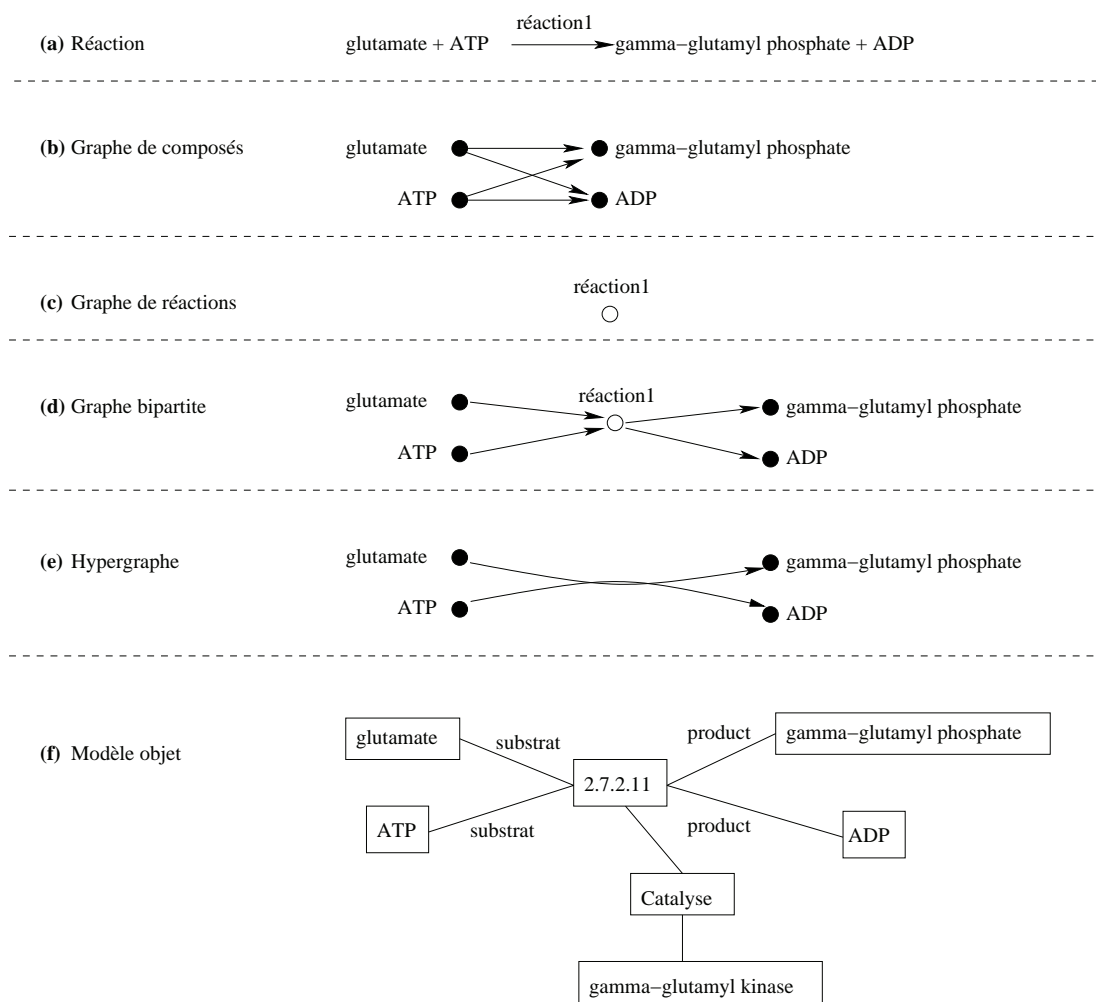 réaction1
(a) Réaction glutamate + ATP gamma−glutamyl phosphate + ADP
(b) Graphe de composés glutamate gamma−glutamyl phosphate
ATP ADP
réaction1
(c) Graphe de réactions
réaction1
(d) Graphe bipartite glutamate gamma−glutamyl phosphate
ATP ADP
(e) Hypergraphe glutamate gamma−glutamyl phosphate
ATP ADP
(f) Modèle objet glutamate substrat product gamma−glutamyl phosphate
2.7.2.11
ATP substrat product ADP
Catalyse
gamma−glutamyl kinase